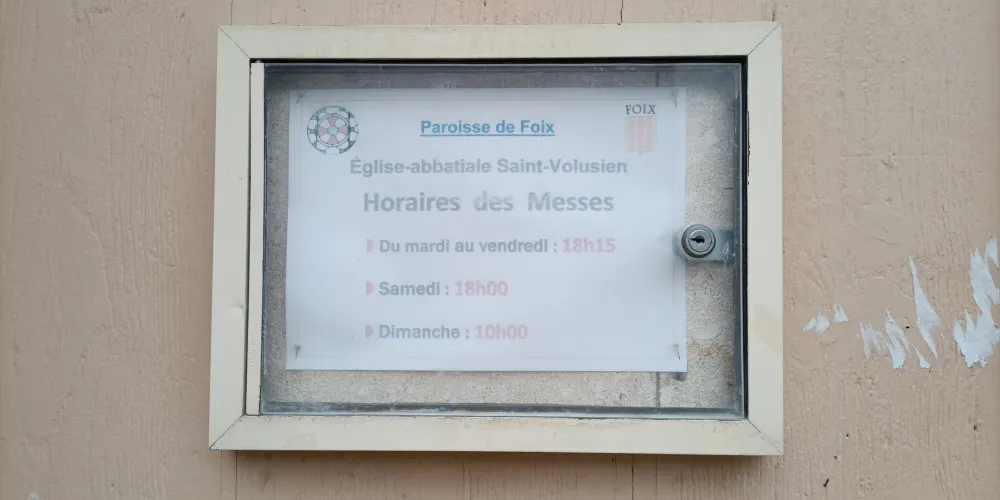 FOIX
Paroisse de Foix
Église-abbatiale Saint-Volusien
Horaires des Messes
Du mardi au vendredi : 18h15
Samedi : 18h00
Dimanche : 10h00